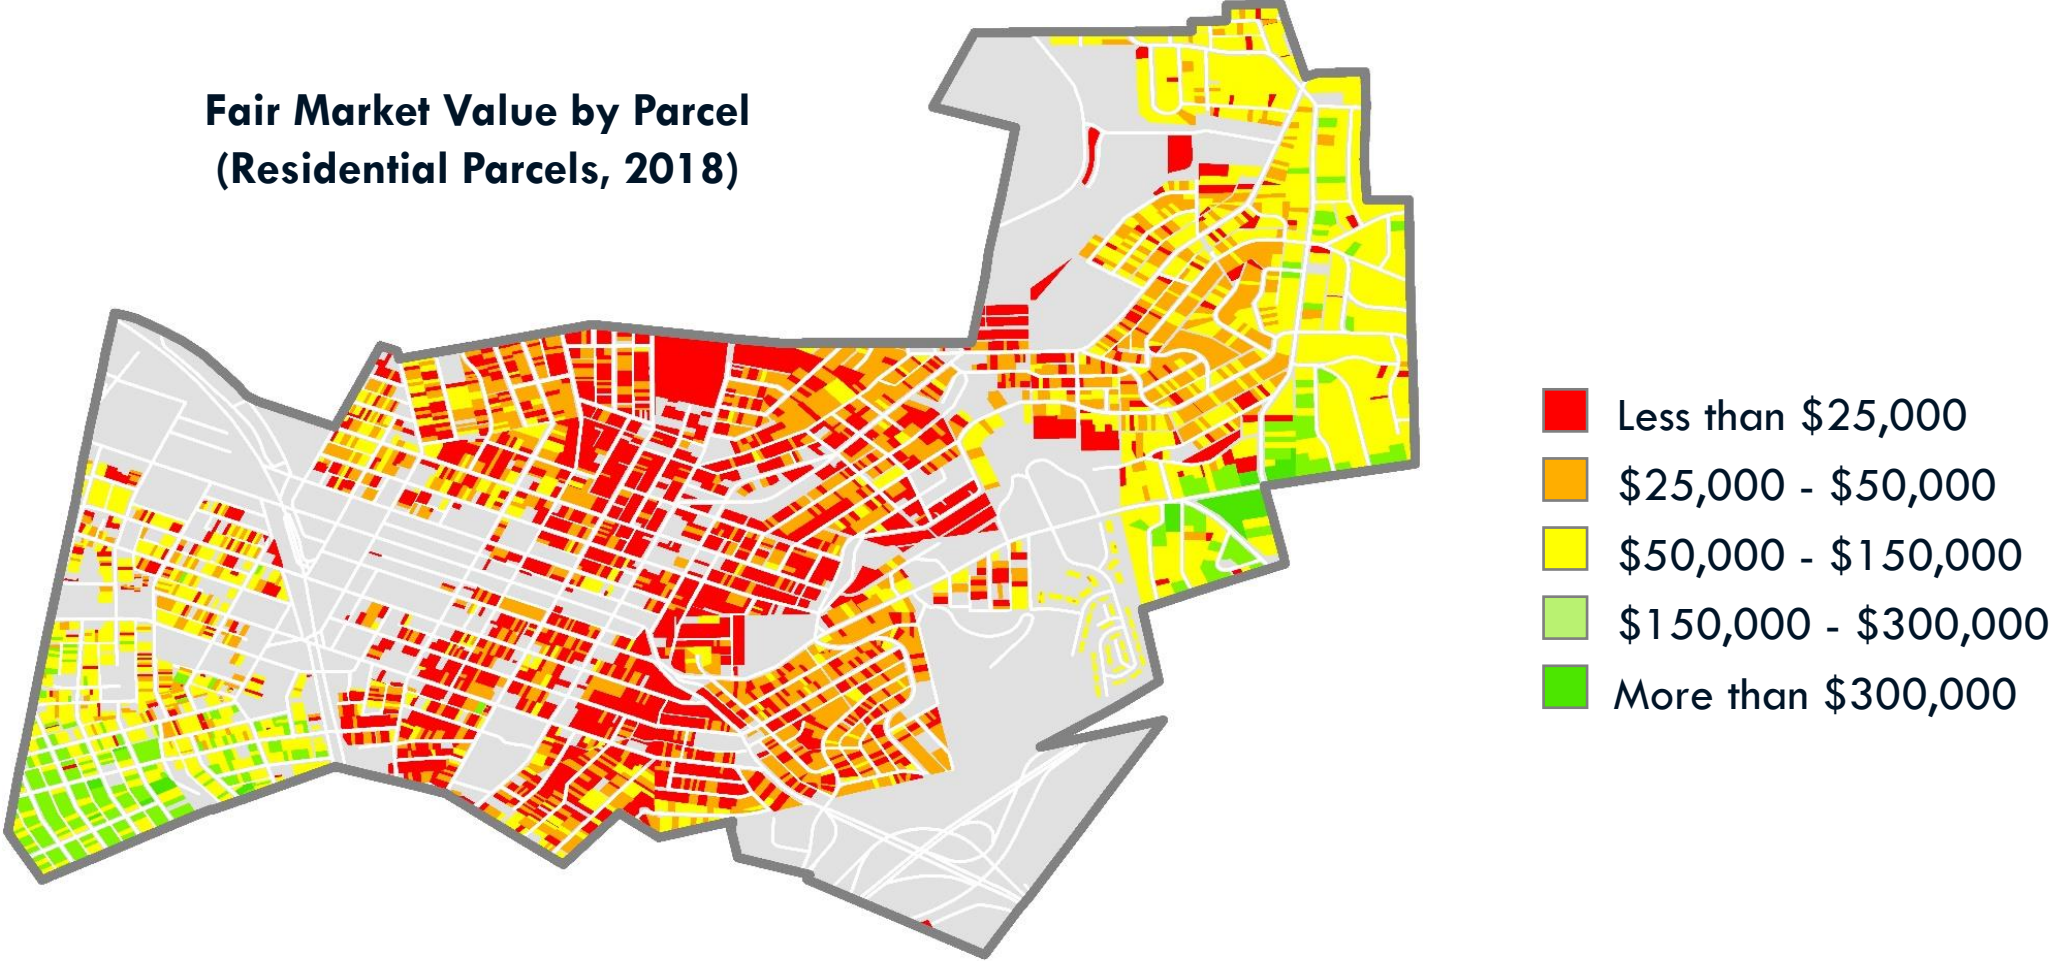 Fair Market Value by Parcel
(Residential Parcels, 2018)
Less than $25,000
$25,000 - $50,000
$50,000 - $150,000
$150,000 - $300,000
More than $300,000